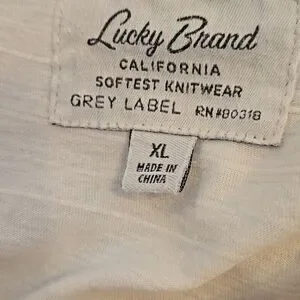 Lucky Brand
CALIFORNIA
SOFTEST KNITWEAR
GREY LABEL RN#80318
XL
MADE IN
CHINA